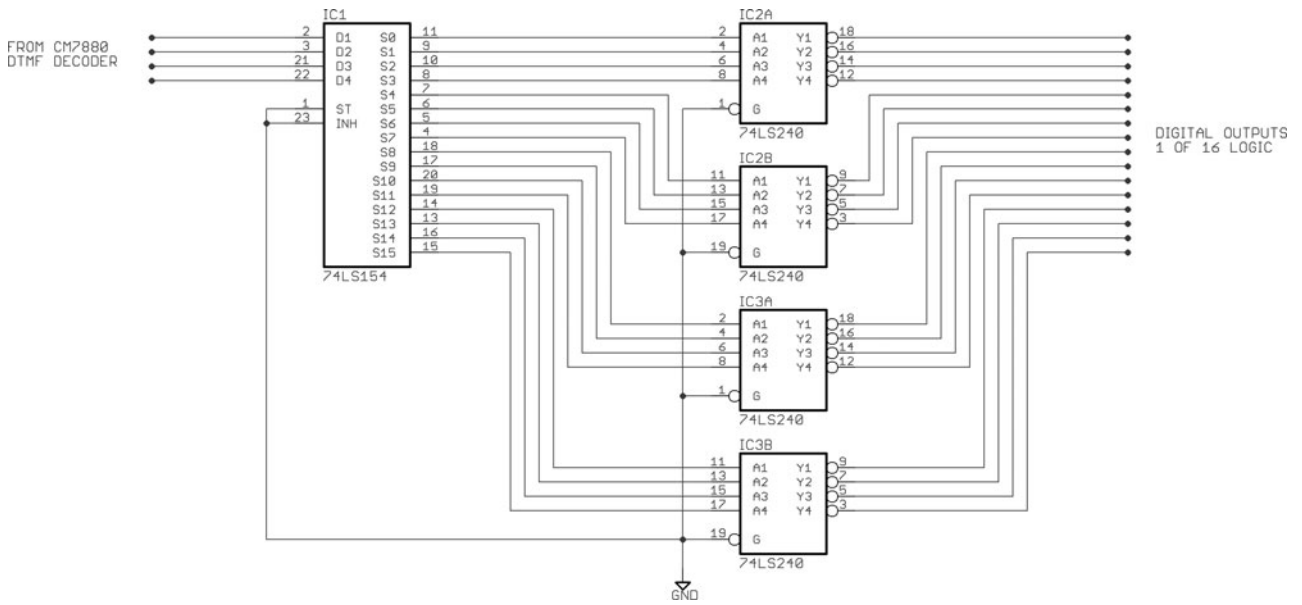 IC1
FROM CM7880
DTMF DECODER
2 D1 S0 11
3 D2 S1 9
21 D3 S2 10
22 D4 S3 8
S4 7
1 ST S5 6
23 INH S6 5
S7 4
S8 18
S9 17
S10 20
S11 19
S12 14
S13 13
S14 16
S15 15
74LS154
IC2A
2 A1 Y1 18
4 A2 Y2 16
6 A3 Y3 14
8 A4 Y4 12
1 G
74LS240
IC2B
11 A1 Y1 9
13 A2 Y2 7
15 A3 Y3 5
17 A4 Y4 3
19 G
74LS240
IC3A
2 A1 Y1 18
4 A2 Y2 16
6 A3 Y3 14
8 A4 Y4 12
1 G
74LS240
IC3B
11 A1 Y1 9
13 A2 Y2 7
15 A3 Y3 5
17 A4 Y4 3
19 G
74LS240
GND
DIGITAL OUTPUTS
1 OF 16 LOGIC